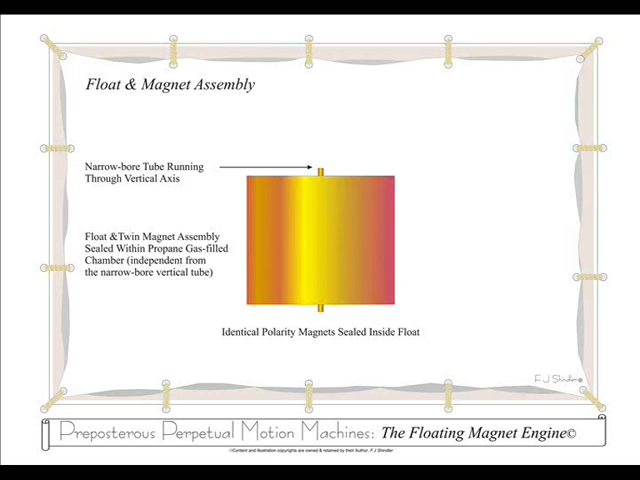 Float & Magnet Assembly
Narrow-bore Tube Running
Through Vertical Axis
Float &Twin Magnet Assembly
Sealed Within Propane Gas-filled
Chamber (independent from
the narrow-bore vertical tube)
Identical Polarity Magnets Sealed Inside Float
F J Shindler©
Preposterous Perpetual Motion Machines: The Floating Magnet Engine©
©Content and illustration copyrights are owned & retained by their Author, F J Shindler